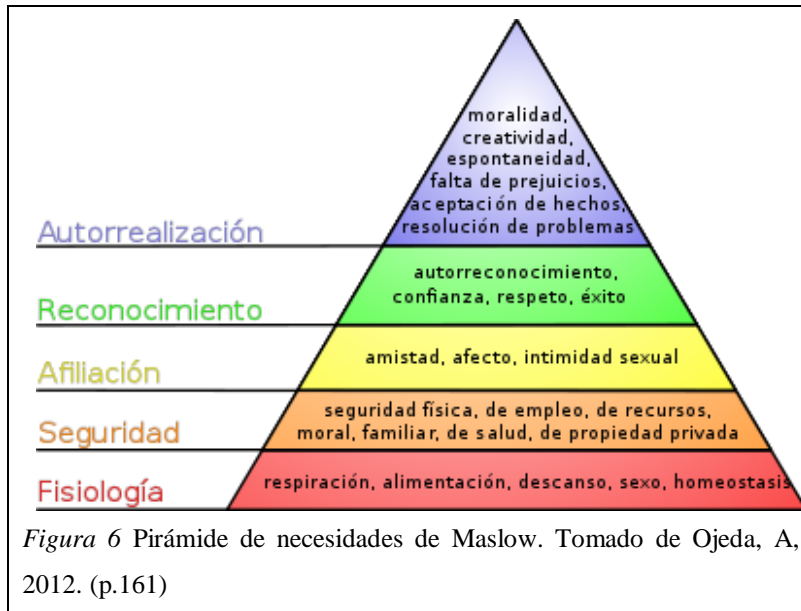 moralidad,
creatividad,
espontaneidad,
falta de prejuicios,
aceptación de hechos,
resolución de problemas
Autorrealización
autorreconocimiento,
confianza, respeto, éxito
Reconocimiento
amistad, afecto, intimidad sexual
Afiliación
seguridad física, de empleo, de recursos,
moral, familiar, de salud, de propiedad privada
Seguridad
respiración, alimentación, descanso, sexo, homeostasis
Fisiología
Figura 6 Pirámide de necesidades de Maslow. Tomado de Ojeda, A,
2012. (p.161)